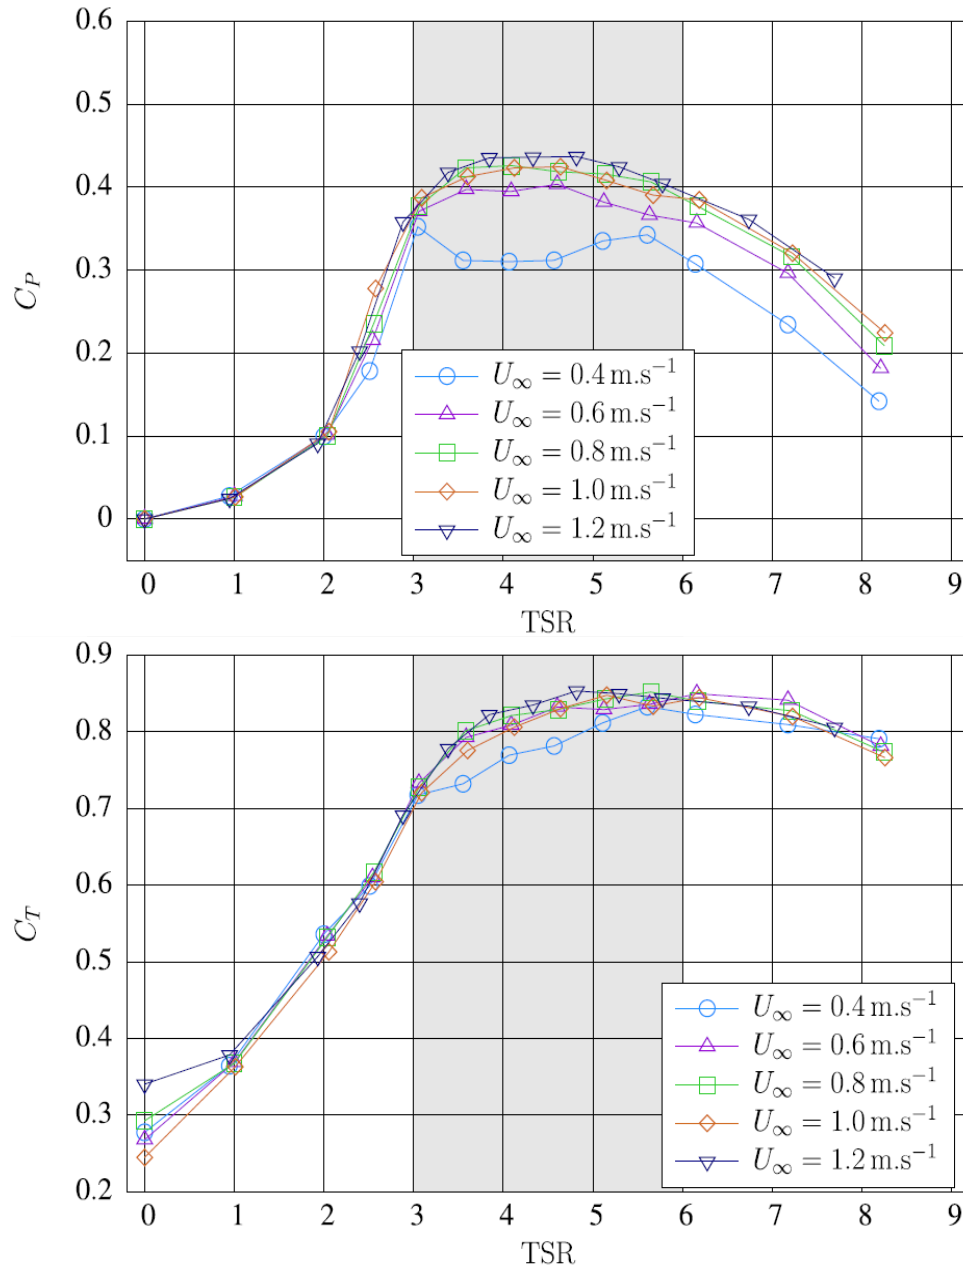 0.6
0.5
0.4
0.3
0.2
0.1
0
C_P
U_∞ = 0.4 m.s⁻¹
U_∞ = 0.6 m.s⁻¹
U_∞ = 0.8 m.s⁻¹
U_∞ = 1.0 m.s⁻¹
U_∞ = 1.2 m.s⁻¹
0 1 2 3 4 5 6 7 8 9
TSR
0.9
0.8
0.7
0.6
0.5
0.4
0.3
0.2
C_T
U_∞ = 0.4 m.s⁻¹
U_∞ = 0.6 m.s⁻¹
U_∞ = 0.8 m.s⁻¹
U_∞ = 1.0 m.s⁻¹
U_∞ = 1.2 m.s⁻¹
0 1 2 3 4 5 6 7 8 9
TSR